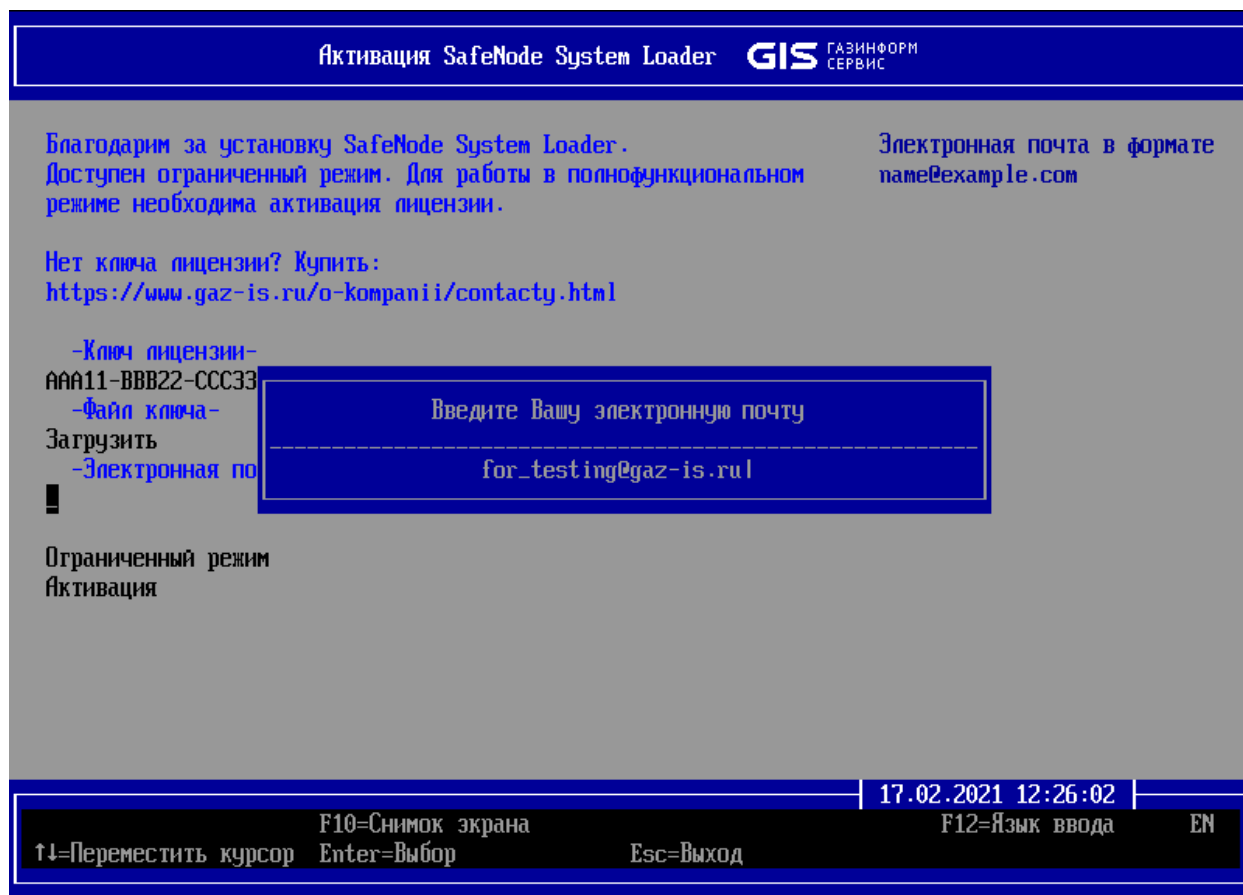 Активация SafeNode System Loader GIS ГАЗИНФОРМ
СЕРВИС
Благодарим за установку SafeNode System Loader.
Доступен ограниченный режим. Для работы в полнофункциональном
режиме необходима активация лицензии.
Электронная почта в формате
name@example.com
Нет ключа лицензии? Купить:
https://www.gaz-is.ru/o-kompanii/contacty.html
-Ключ лицензии-
AAA11-BBB22-CCC33
-Файл ключа-
Загрузить
-Электронная по
Введите Вашу электронную почту
for_testing@gaz-is.ru
Ограниченный режим
Активация
17.02.2021 12:26:02
F10=Снимок экрана F12=Язык ввода EN
↑↓=Переместить курсор Enter=Выбор Esc=Выход